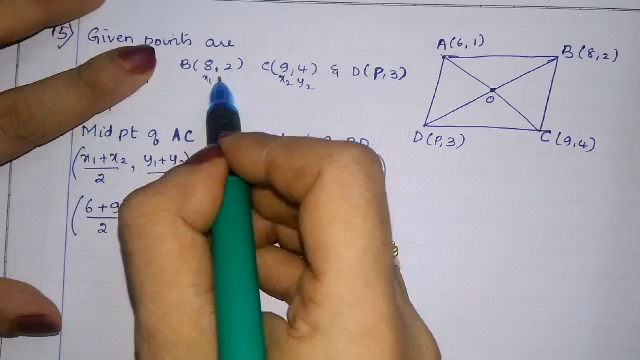 15) Given points are
B(8, 2) C(9, 4) & D(P, 3)
x₁ x₂ y₂
Mid pt of AC
(x₁+x₂/2, y₁+y₂
(6+9/2
A(6, 1)
B(8, 2)
O
D(P, 3)
C(9, 4)